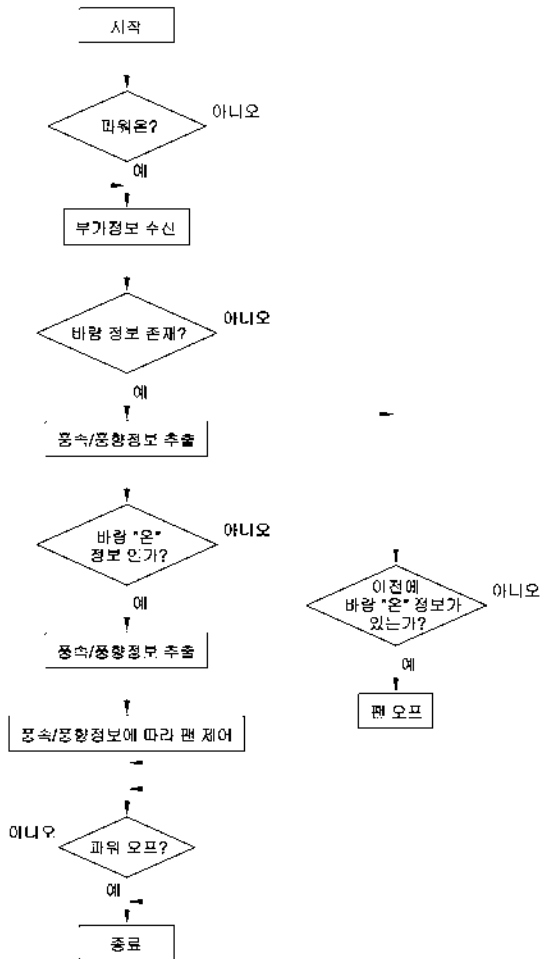 시작
파워온?
아니오
예
부가정보 수신
바람 정보 존재?
아니오
예
풍속/풍향정보 추출
바람 "온"
정보 인가?
아니오
예
풍속/풍향정보 추출
이전에
바람 "온" 정보가
있는가?
아니오
예
팬 오프
풍속/풍향정보에 따라 팬 제어
아니오
파워 오프?
예
종료